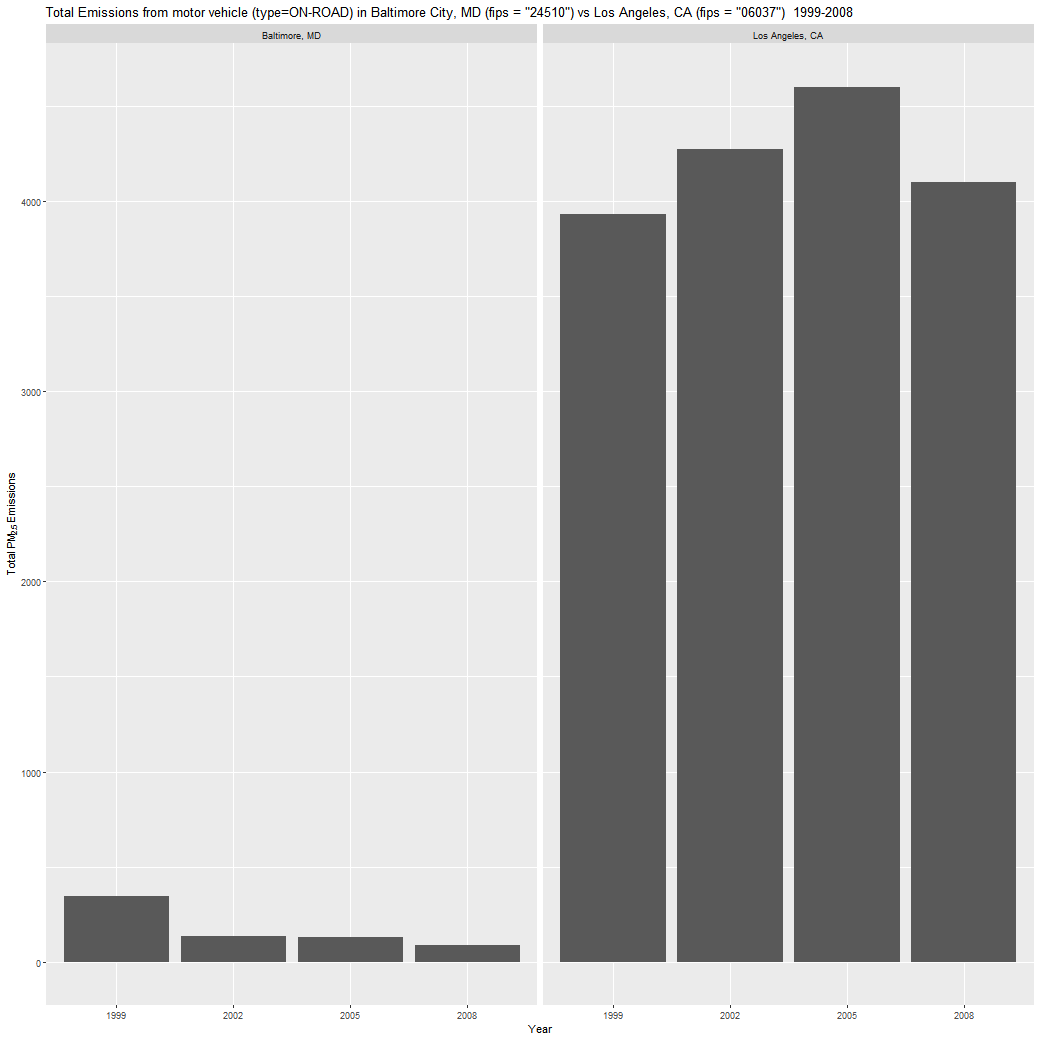 Total Emissions from motor vehicle (type=ON-ROAD) in Baltimore City, MD (fips = "24510") vs Los Angeles, CA (fips = "06037")  1999-2008
Baltimore, MD
Los Angeles, CA
4000
3000
2000
1000
0
Total PM2.5 Emissions
1999
2002
2005
2008
1999
2002
2005
2008
Year